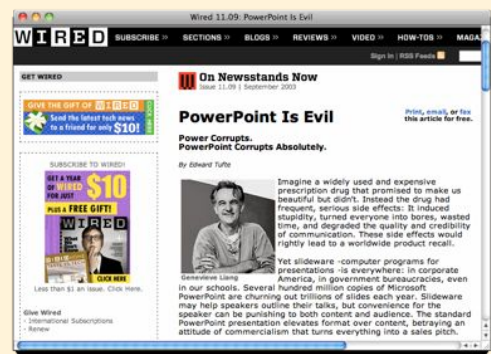 Wired 11.09: PowerPoint Is Evil
WIRED SUBSCRIBE >> SECTIONS >> BLOGS >> REVIEWS >> VIDEO >> HOW-TOS >> MAGA
Sign In | RSS Feeds
GET WIRED
GIVE THE GIFT OF WIRED
Send the latest tech news
to a friend for only $10!
CLICK HERE
SUBSCRIBE TO WIRED!
GET A YEAR
OF WIRED
FOR JUST
$10
PLUS A FREE GIFT!
WIRED
CLICK HERE
Less than $1 an issue. Click Here.
Give Wired
- International Subscriptions
- Renew
On Newsstands Now
Issue 11.09 | September 2003
PowerPoint Is Evil
Print, email, or fax
this article for free.
Power Corrupts.
PowerPoint Corrupts Absolutely.
By Edward Tufte
Genevieve Liang
Imagine a widely used and expensive
prescription drug that promised to make us
beautiful but didn't. Instead the drug had
frequent, serious side effects: It induced
stupidity, turned everyone into bores, wasted
time, and degraded the quality and credibility
of communication. These side effects would
rightly lead to a worldwide product recall.
Yet slideware -computer programs for
presentations -is everywhere: in corporate
America, in government bureaucracies, even
in our schools. Several hundred million copies of Microsoft
PowerPoint are churning out trillions of slides each year. Slideware
may help speakers outline their talks, but convenience for the
speaker can be punishing to both content and audience. The standard
PowerPoint presentation elevates format over content, betraying an
attitude of commercialism that turns everything into a sales pitch.